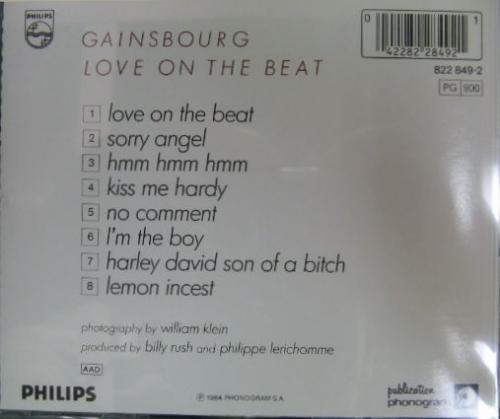 PHILIPS
GAINSBOURG
LOVE ON THE BEAT
0 1
42282 28492
822 849-2
PG 900
1 love on the beat
2 sorry angel
3 hmm hmm hmm
4 kiss me hardy
5 no comment
6 I'm the boy
7 harley david son of a bitch
8 lemon incest
photography by william klein
produced by billy rush and philippe lerichomme
AAD
PHILIPS
℗ 1984 PHONOGRAM S.A.
publication
phonogram